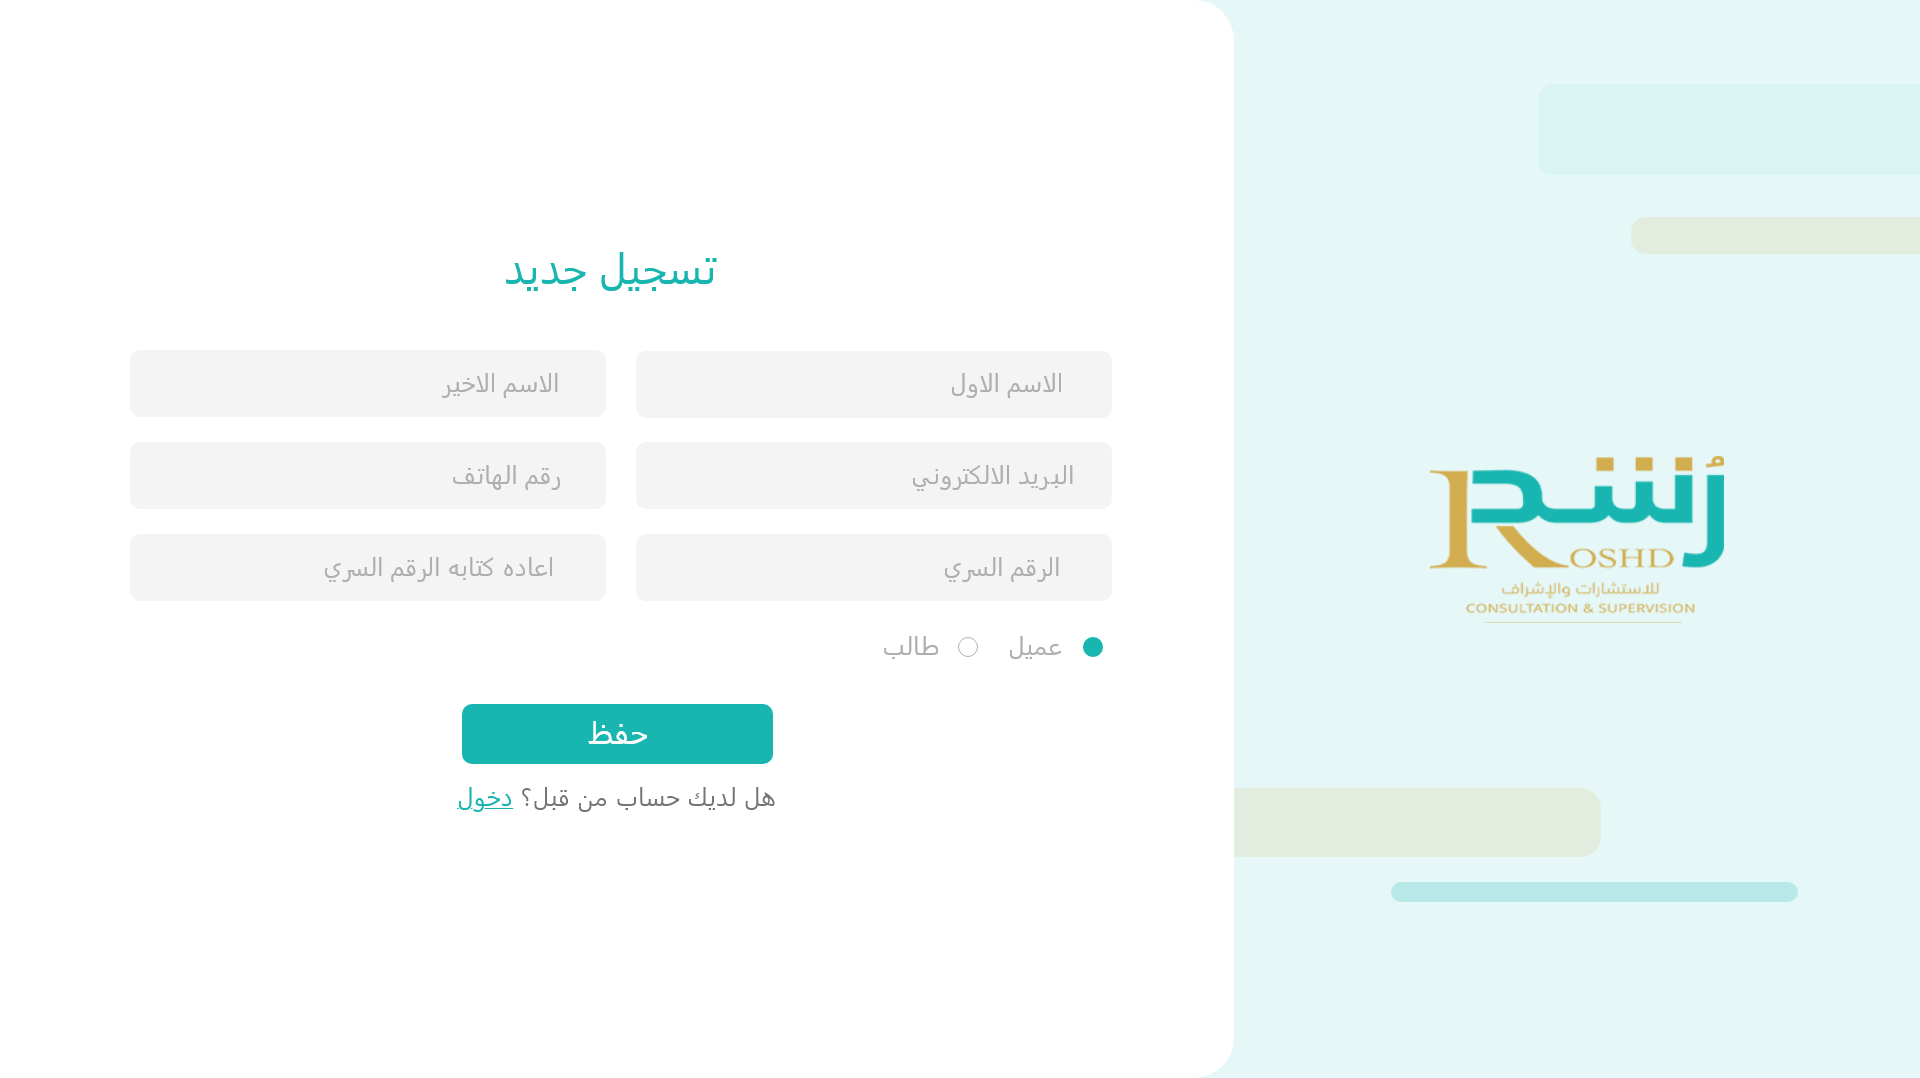 تسجيل جديد
الاسم الاول
الاسم الاخير
البريد الالكتروني
رقم الهاتف
الرقم السري
اعاده كتابه الرقم السري
عميل
طالب
حفظ
هل لديك حساب من قبل؟ دخول
رُشد
ROSHD
للاستشارات والإشراف
CONSULTATION & SUPERVISION